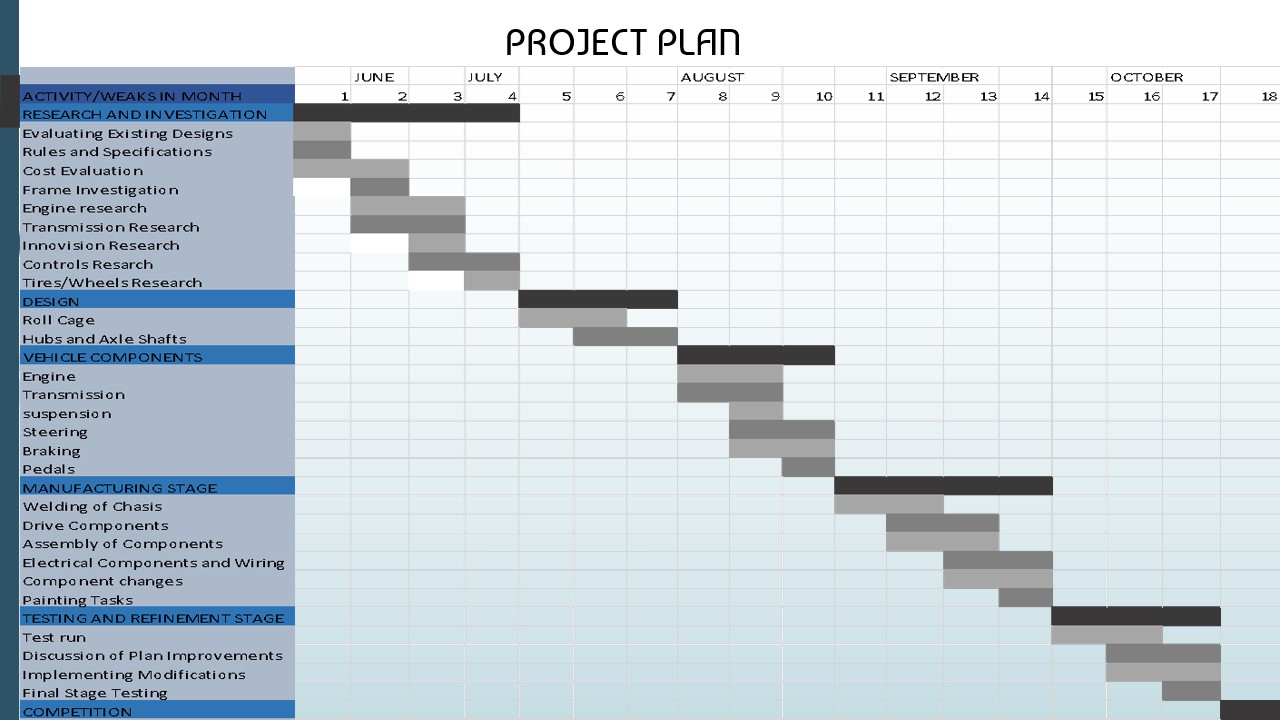 PROJECT PLAN
JUNE JULY AUGUST SEPTEMBER OCTOBER
ACTIVITY/WEAKS IN MONTH 1 2 3 4 5 6 7 8 9 10 11 12 13 14 15 16 17 18
RESEARCH AND INVESTIGATION
Evaluating Existing Designs
Rules and Specifications
Cost Evaluation
Frame Investigation
Engine research
Transmission Research
Innovision Research
Controls Resarch
Tires/Wheels Research
DESIGN
Roll Cage
Hubs and Axle Shafts
VEHICLE COMPONENTS
Engine
Transmission
suspension
Steering
Braking
Pedals
MANUFACTURING STAGE
Welding of Chasis
Drive Components
Assembly of Components
Electrical Components and Wiring
Component changes
Painting Tasks
TESTING AND REFINEMENT STAGE
Test run
Discussion of Plan Improvements
Implementing Modifications
Final Stage Testing
COMPETITION